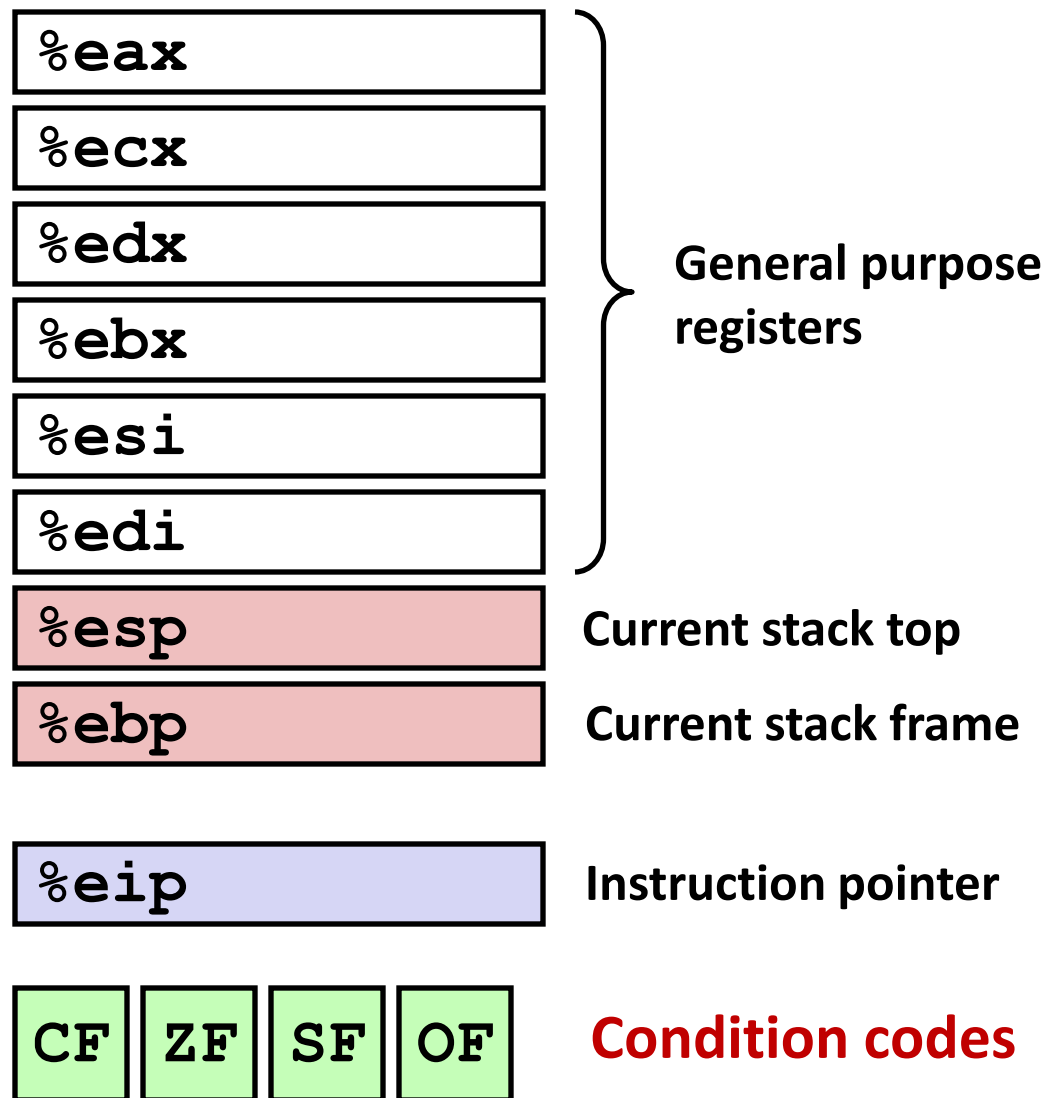 %eax
%ecx
%edx
%ebx
%esi
%edi
General purpose
registers
%esp
Current stack top
%ebp
Current stack frame
%eip
Instruction pointer
CF ZF SF OF
Condition codes